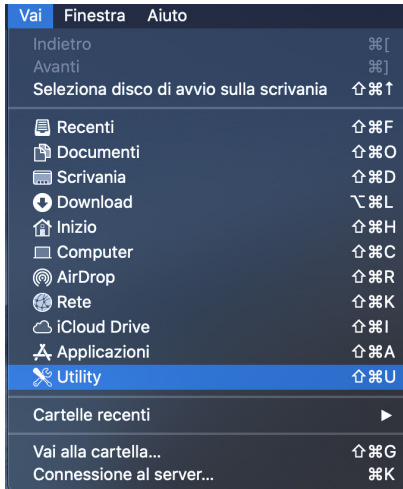 Vai Finestra Aiuto
Indietro ⌘[
Avanti ⌘]
Seleziona disco di avvio sulla scrivania ⇧⌘↑
Recenti ⇧⌘F
Documenti ⇧⌘O
Scrivania ⇧⌘D
Download ⌥⌘L
Inizio ⇧⌘H
Computer ⇧⌘C
AirDrop ⇧⌘R
Rete ⇧⌘K
iCloud Drive ⇧⌘I
Applicazioni ⇧⌘A
Utility ⇧⌘U
Cartelle recenti ▶
Vai alla cartella... ⇧⌘G
Connessione al server... ⌘K